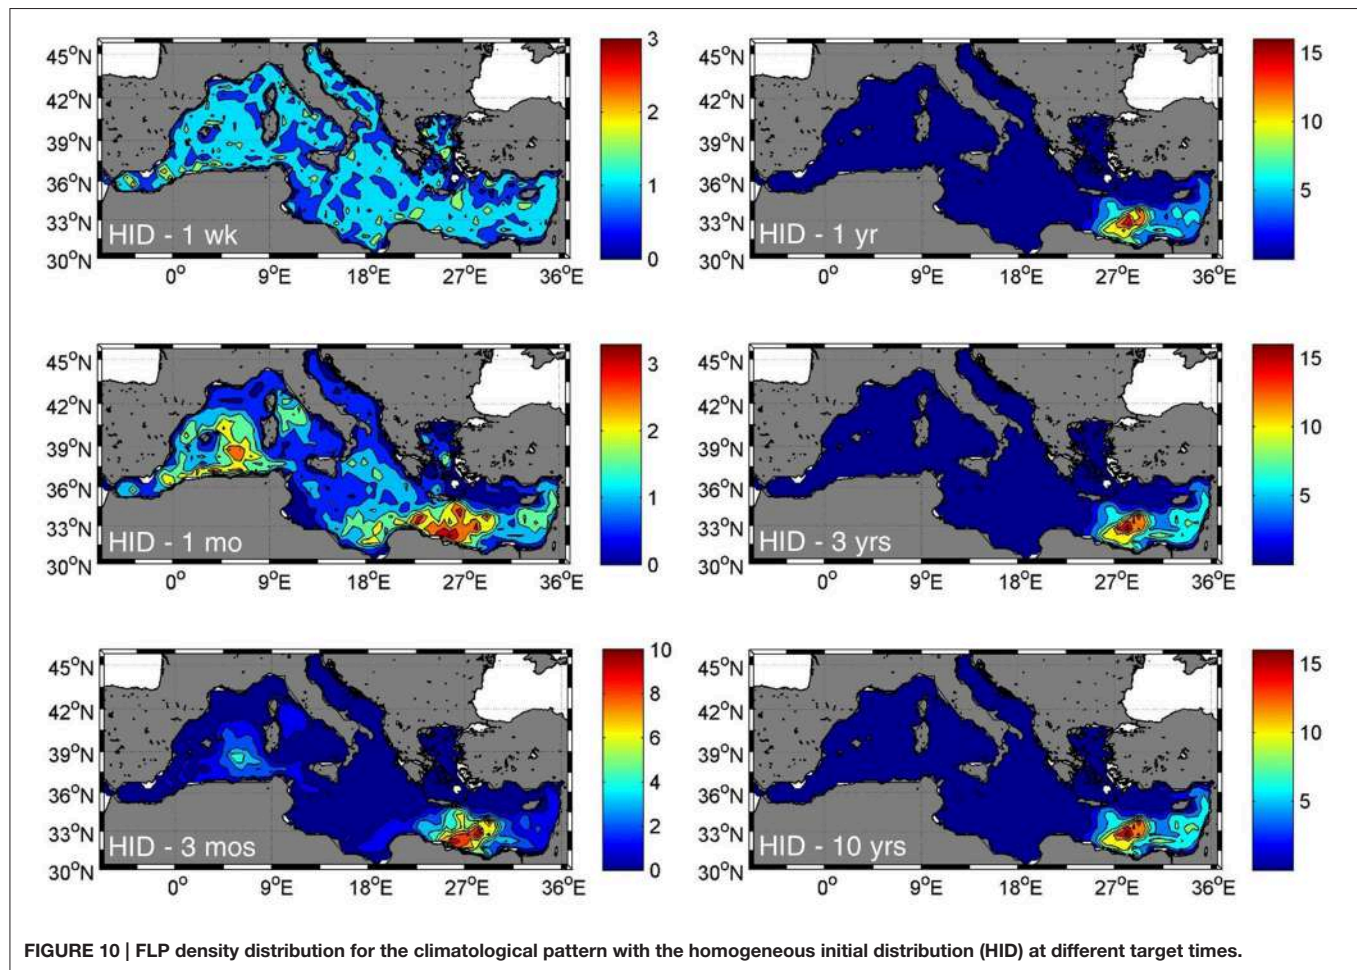 45°N
42°N
39°N
36°N
33°N
30°N
HID - 1 wk
0°
9°E
18°E
27°E
36°E
3
2
1
0
45°N
42°N
39°N
36°N
33°N
30°N
HID - 1 yr
0°
9°E
18°E
27°E
36°E
15
10
5
45°N
42°N
39°N
36°N
33°N
30°N
HID - 1 mo
0°
9°E
18°E
27°E
36°E
3
2
1
0
45°N
42°N
39°N
36°N
33°N
30°N
HID - 3 yrs
0°
9°E
18°E
27°E
36°E
15
10
5
45°N
42°N
39°N
36°N
33°N
30°N
HID - 3 mos
0°
9°E
18°E
27°E
36°E
10
8
6
4
2
0
45°N
42°N
39°N
36°N
33°N
30°N
HID - 10 yrs
0°
9°E
18°E
27°E
36°E
15
10
5
FIGURE 10 | FLP density distribution for the climatological pattern with the homogeneous initial distribution (HID) at different target times.